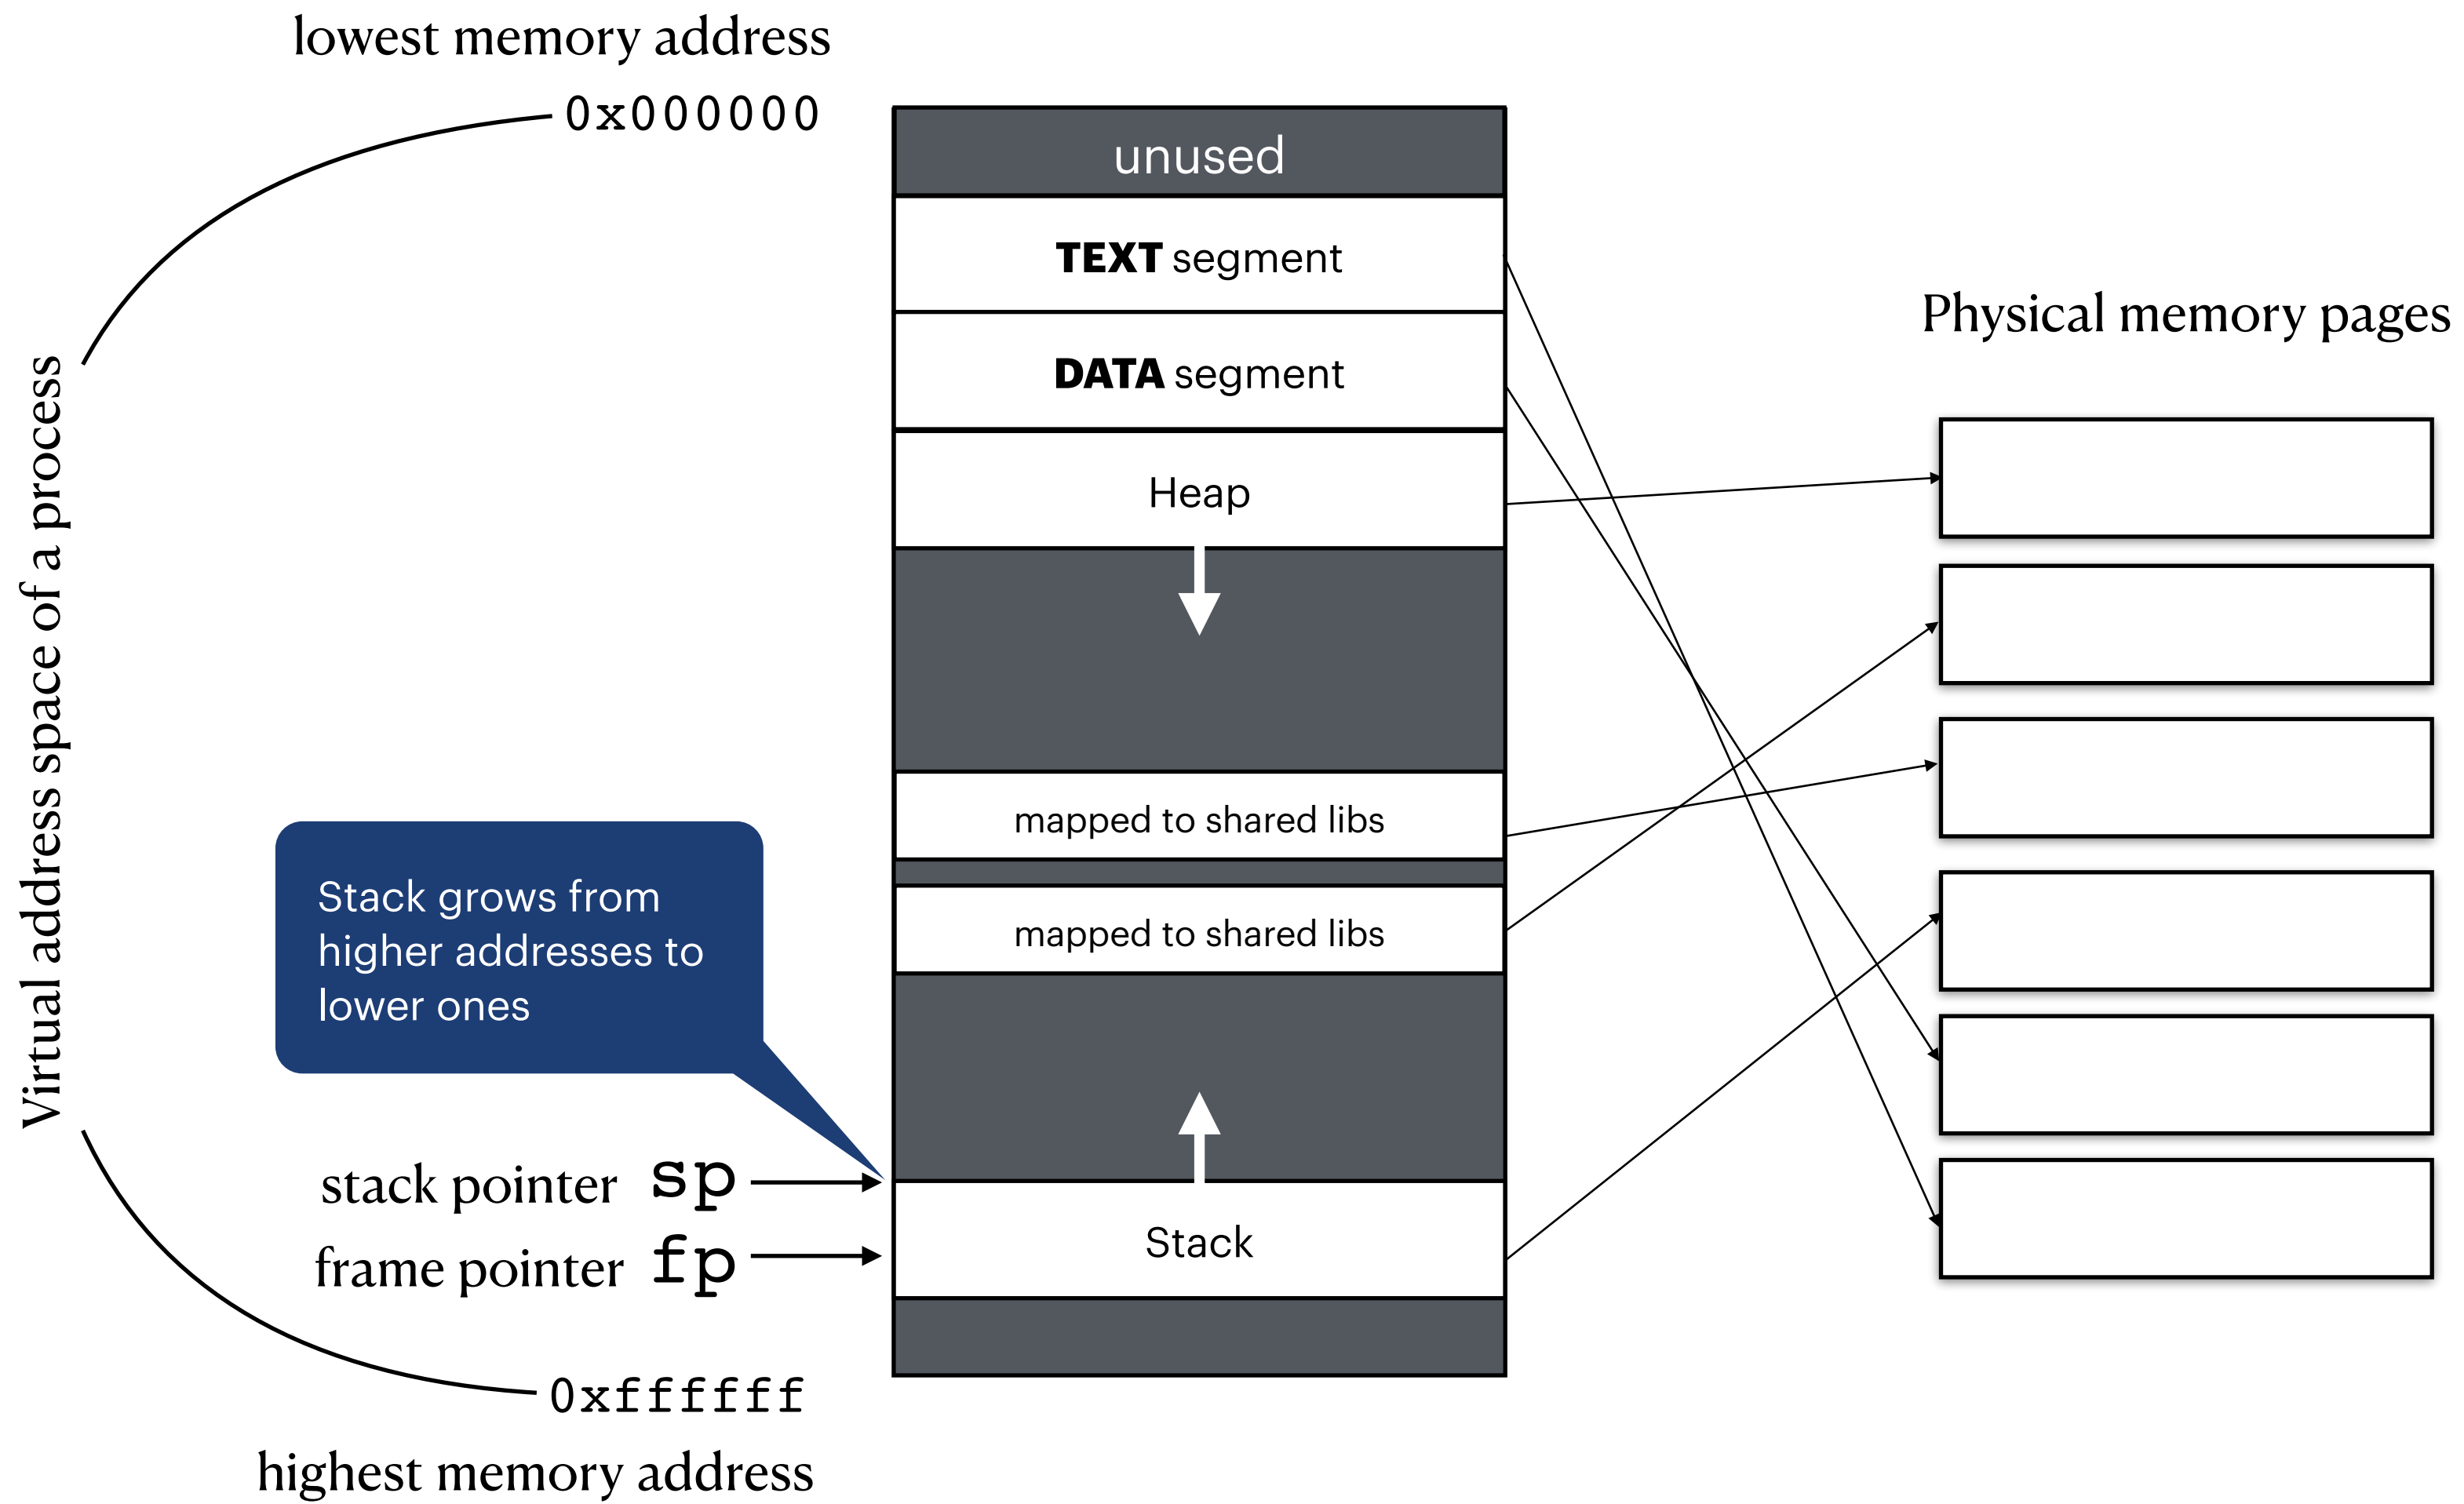 lowest memory address
0x000000
unused
TEXT segment
DATA segment
Heap
mapped to shared libs
mapped to shared libs
Stack
Physical memory pages
Virtual address space of a process
Stack grows from
higher addresses to
lower ones
stack pointer sp
frame pointer fp
0xffffff
highest memory address